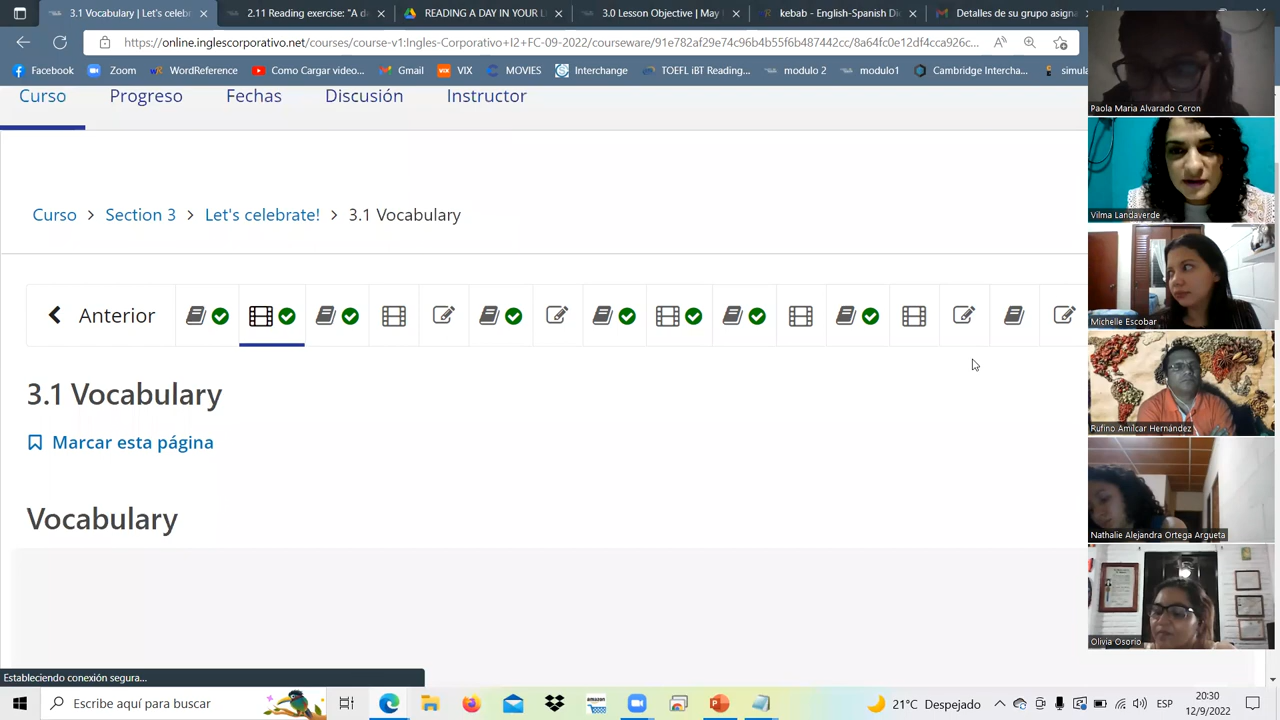 3.1 Vocabulary | Let's celebr
2.11 Reading exercise: "A da
READING A DAY IN YOUR L
3.0 Lesson Objective | May I
kebab - English-Spanish Dic
Detalles de su grupo asigna
https://online.inglescorporativo.net/courses/course-v1:Ingles-Corporativo+I2+FC-09-2022/courseware/91e782af29e74c96b4b55f6b487442cc/8a64fc0e12df4cca926c...
Facebook
Zoom
WordReference
Como Cargar video...
Gmail
VIX
MOVIES
Interchange
TOEFL iBT Reading...
modulo 2
modulo1
Cambridge Intercha...
simula
Curso
Progreso
Fechas
Discusión
Instructor
Curso > Section 3 > Let's celebrate! > 3.1 Vocabulary
Anterior
3.1 Vocabulary
Marcar esta página
Vocabulary
Estableciendo conexión segura...
Paola Maria Alvarado Ceron
Vilma Landaverde
Michelle Escobar
Rufino Amilcar Hernández
Nathalie Alejandra Ortega Argueta
Olivia Osorio
Escribe aquí para buscar
21°C Despejado
ESP
20:30
12/9/2022